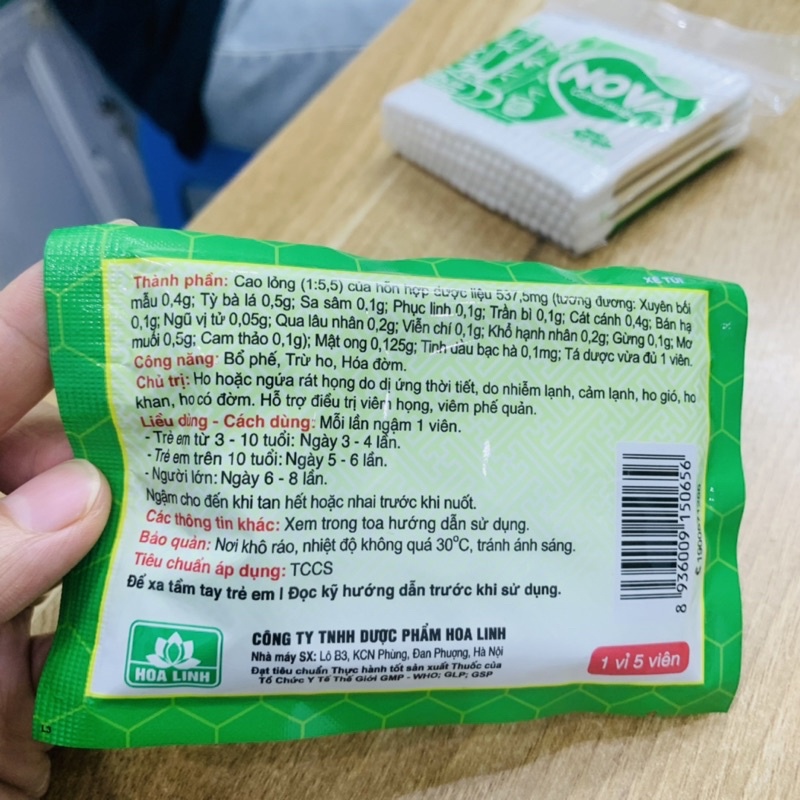 NOVA
XÉ TÚI
Thành phần: Cao lỏng (1:5,5) của hỗn hợp dược liệu 537,5mg (tương đương: Xuyên bối
mẫu 0,4g; Tỳ bà lá 0,5g; Sa sâm 0,1g; Phục linh 0,1g; Trần bì 0,1g; Cát cánh 0,4g; Bán hạ
0,1g; Ngũ vị tử 0,05g; Qua lâu nhân 0,2g; Viễn chí 0,1g; Khổ hạnh nhân 0,2g; Gừng 0,1g; Mơ
muối 0,5g; Cam thảo 0,1g); Mật ong 0,125g; Tinh dầu bạc hà 0,1mg; Tá dược vừa đủ 1 viên.
Công năng: Bổ phế, Trừ ho, Hóa đờm.
Chủ trị: Ho hoặc ngứa rát họng do dị ứng thời tiết, do nhiễm lạnh, cảm lạnh, ho gió, ho
khan, ho có đờm. Hỗ trợ điều trị viêm họng, viêm phế quản.
Liều dùng - Cách dùng: Mỗi lần ngậm 1 viên.
- Trẻ em từ 3 - 10 tuổi: Ngày 3 - 4 lần.
- Trẻ em trên 10 tuổi: Ngày 5 - 6 lần.
- Người lớn: Ngày 6 - 8 lần.
Ngậm cho đến khi tan hết hoặc nhai trước khi nuốt.
Các thông tin khác: Xem trong toa hướng dẫn sử dụng.
Bảo quản: Nơi khô ráo, nhiệt độ không quá 30°C, tránh ánh sáng.
Tiêu chuẩn áp dụng: TCCS
Để xa tầm tay trẻ em | Đọc kỹ hướng dẫn trước khi sử dụng.
8 936009 150656
HOA LINH
CÔNG TY TNHH DƯỢC PHẨM HOA LINH
Nhà máy SX: Lô B3, KCN Phùng, Đan Phượng, Hà Nội
Đạt tiêu chuẩn Thực hành tốt sản xuất Thuốc của
Tổ Chức Y Tế Thế Giới GMP - WHO; GLP; GSP
1 vỉ 5 viên